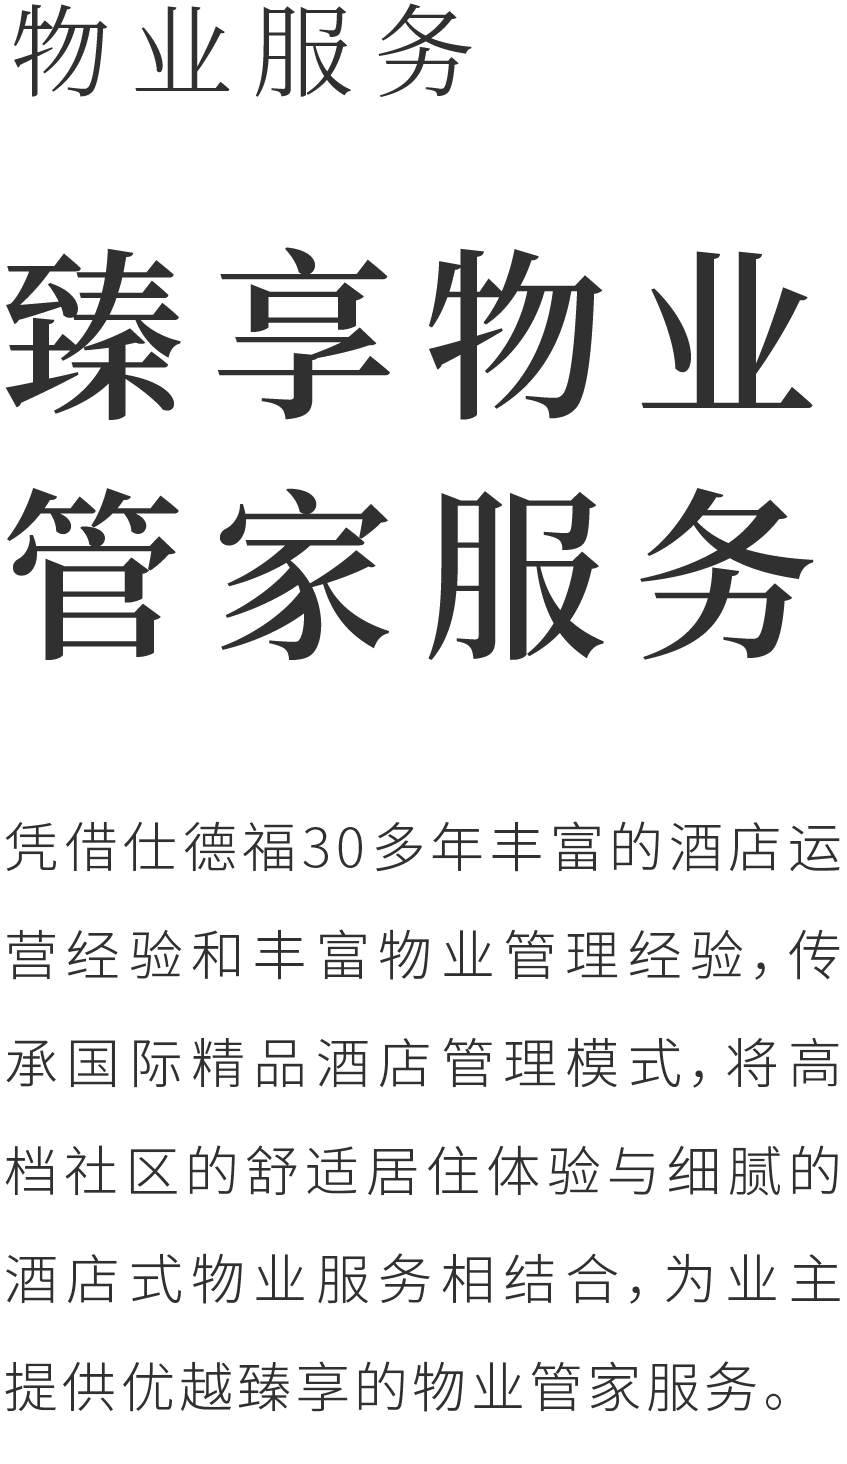 物业服务
臻享物业
管家服务
凭借仕德福30多年丰富的酒店运
营经验和丰富物业管理经验，传
承国际精品酒店管理模式，将高
档社区的舒适居住体验与细腻的
酒店式物业服务相结合，为业主
提供优越臻享的物业管家服务。